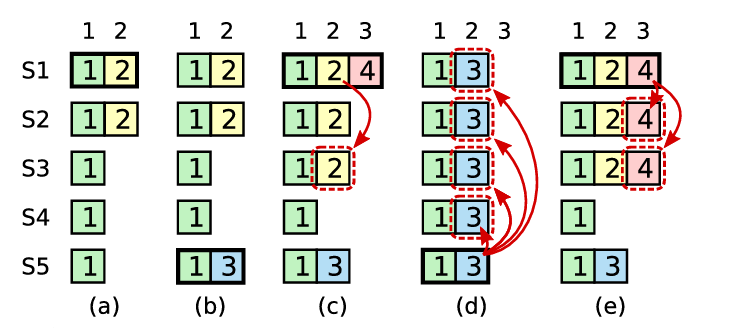 1 2 1 2 1 2 3 1 2 3 1 2 3
S1 1 2 1 2 1 2 4 1 3 1 2 4
S2 1 2 1 2 1 2 1 3 1 2 4
S3 1 1 1 2 1 3 1 2 4
S4 1 1 1 1 3 1
S5 1 1 3 1 3 1 3 1 3
(a) (b) (c) (d) (e)